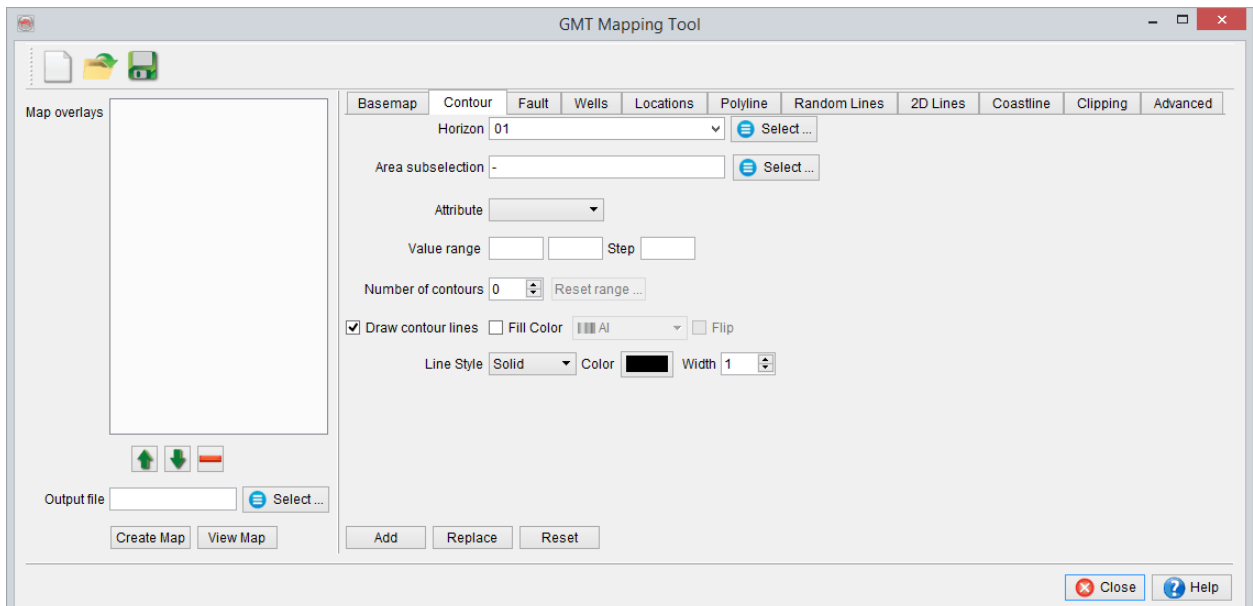 GMT Mapping Tool
Map overlays
Basemap Contour Fault Wells Locations Polyline Random Lines 2D Lines Coastline Clipping Advanced
Horizon 01 Select ...
Area subselection - Select ...
Attribute
Value range Step
Number of contours 0 Reset range ...
Draw contour lines Fill Color AI Flip
Line Style Solid Color Width 1
Output file Select ...
Create Map View Map
Add Replace Reset
Close Help